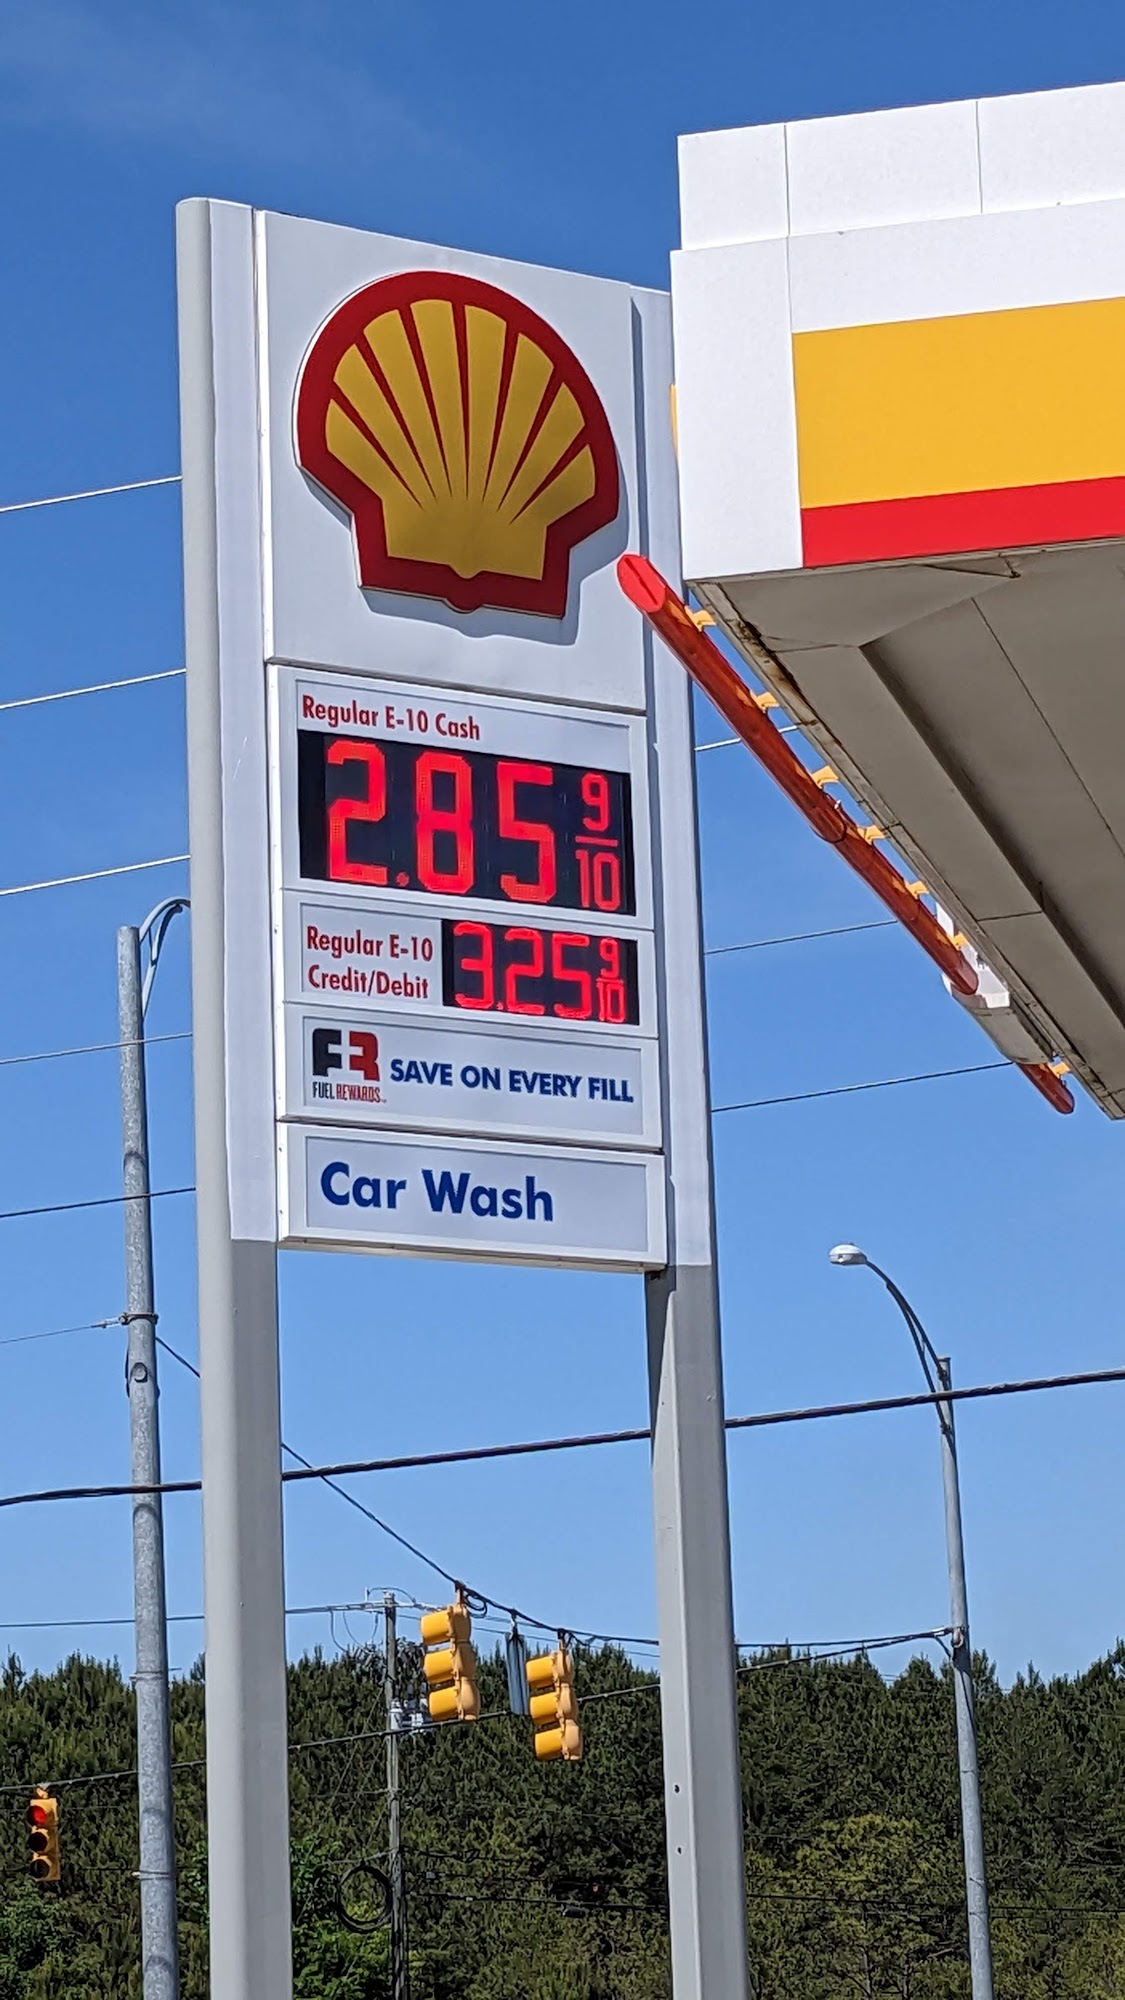 Regular E-10 Cash
2.85 9/10
Regular E-10
Credit/Debit
3.25 9/10
FR
FUEL REWARDS
SAVE ON EVERY FILL
Car Wash